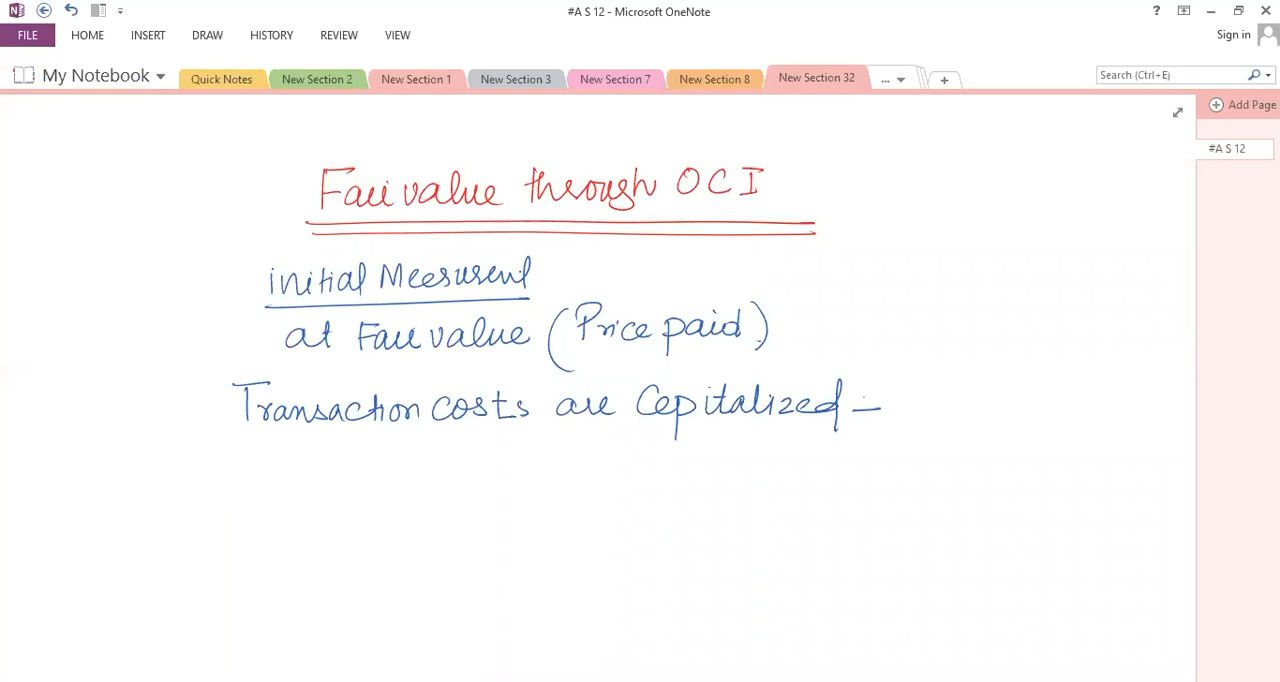 #A S 12 - Microsoft OneNote
?
FILE HOME INSERT DRAW HISTORY REVIEW VIEW
Sign in
My Notebook
Quick Notes New Section 2 New Section 1 New Section 3 New Section 7 New Section 8 New Section 32 ... +
Search (Ctrl+E)
Add Page
#A S 12
Fair value through OCI
initial Meesurent
at Fair value (Price paid)
Transaction costs are Cepitalized -